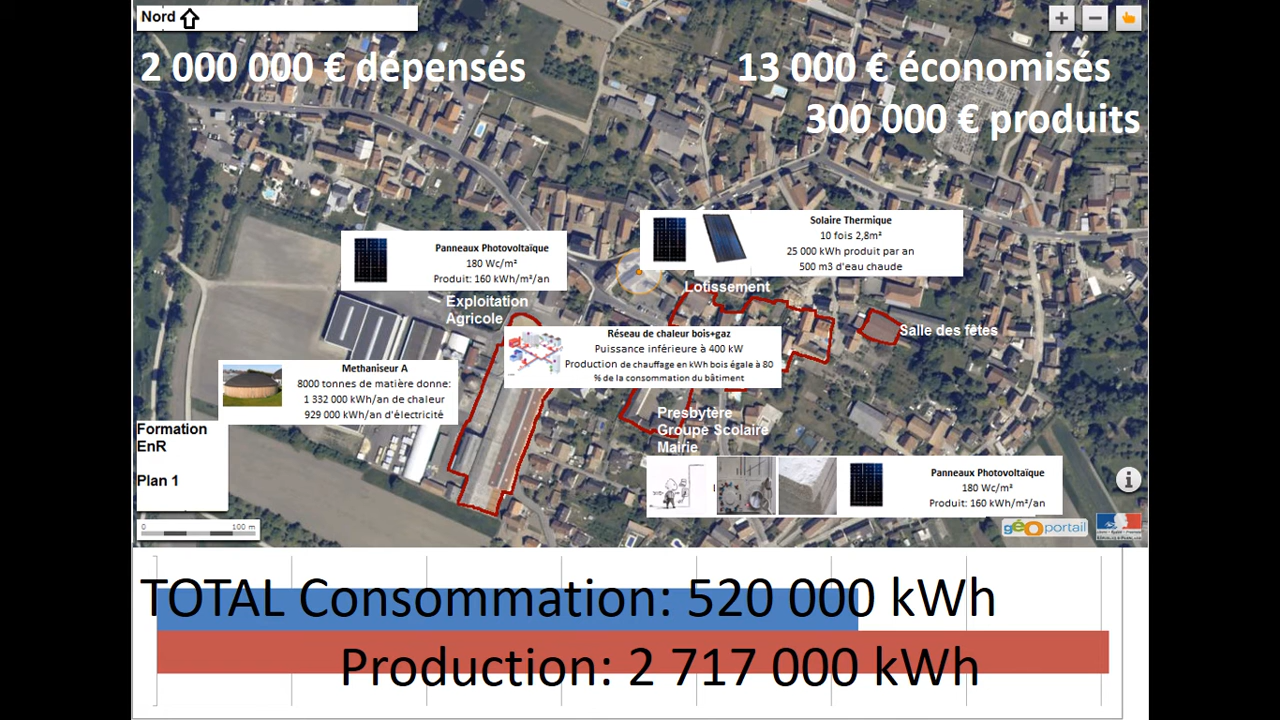 Nord
2 000 000 € dépensés
13 000 € économisés
300 000 € produits
Solaire Thermique
10 fois 2,8m²
25 000 kWh produit par an
500 m3 d'eau chaude
Panneaux Photovoltaïque
180 Wc/m²
Produit: 160 kWh/m²/an
Lotissement
Exploitation
Agricole
Salle des fêtes
Réseau de chaleur bois+gaz
Puissance inférieure à 400 kW
Production de chauffage en kWh bois égale à 80
% de la consommation du bâtiment
Methaniseur A
8000 tonnes de matière donne:
1 332 000 kWh/an de chaleur
929 000 kWh/an d'électricité
Presbytère
Groupe Scolaire
Mairie
Formation
EnR
Plan 1
Panneaux Photovoltaïque
180 Wc/m²
Produit: 160 kWh/m²/an
0 100 m
géoportail
TOTAL Consommation: 520 000 kWh
Production: 2 717 000 kWh